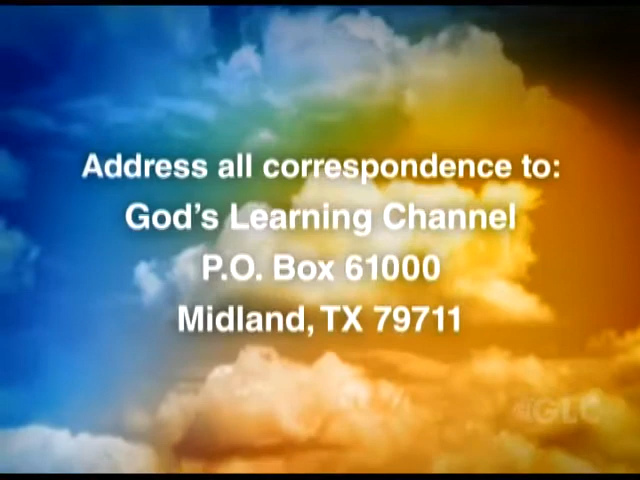 Address all correspondence to:
God's Learning Channel
P.O. Box 61000
Midland, TX 79711
GLC